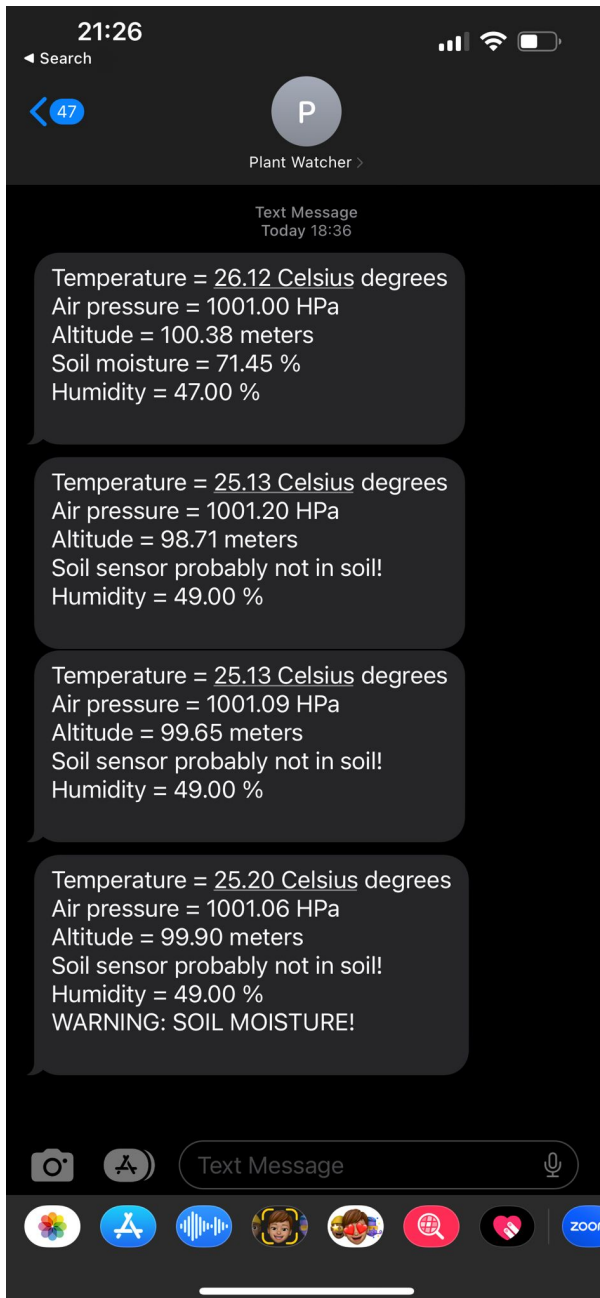 21:26
◀ Search
47
P
Plant Watcher
Text Message
Today 18:36
Temperature = 26.12 Celsius degrees
Air pressure = 1001.00 HPa
Altitude = 100.38 meters
Soil moisture = 71.45 %
Humidity = 47.00 %
Temperature = 25.13 Celsius degrees
Air pressure = 1001.20 HPa
Altitude = 98.71 meters
Soil sensor probably not in soil!
Humidity = 49.00 %
Temperature = 25.13 Celsius degrees
Air pressure = 1001.09 HPa
Altitude = 99.65 meters
Soil sensor probably not in soil!
Humidity = 49.00 %
Temperature = 25.20 Celsius degrees
Air pressure = 1001.06 HPa
Altitude = 99.90 meters
Soil sensor probably not in soil!
Humidity = 49.00 %
WARNING: SOIL MOISTURE!
Text Message
zoom